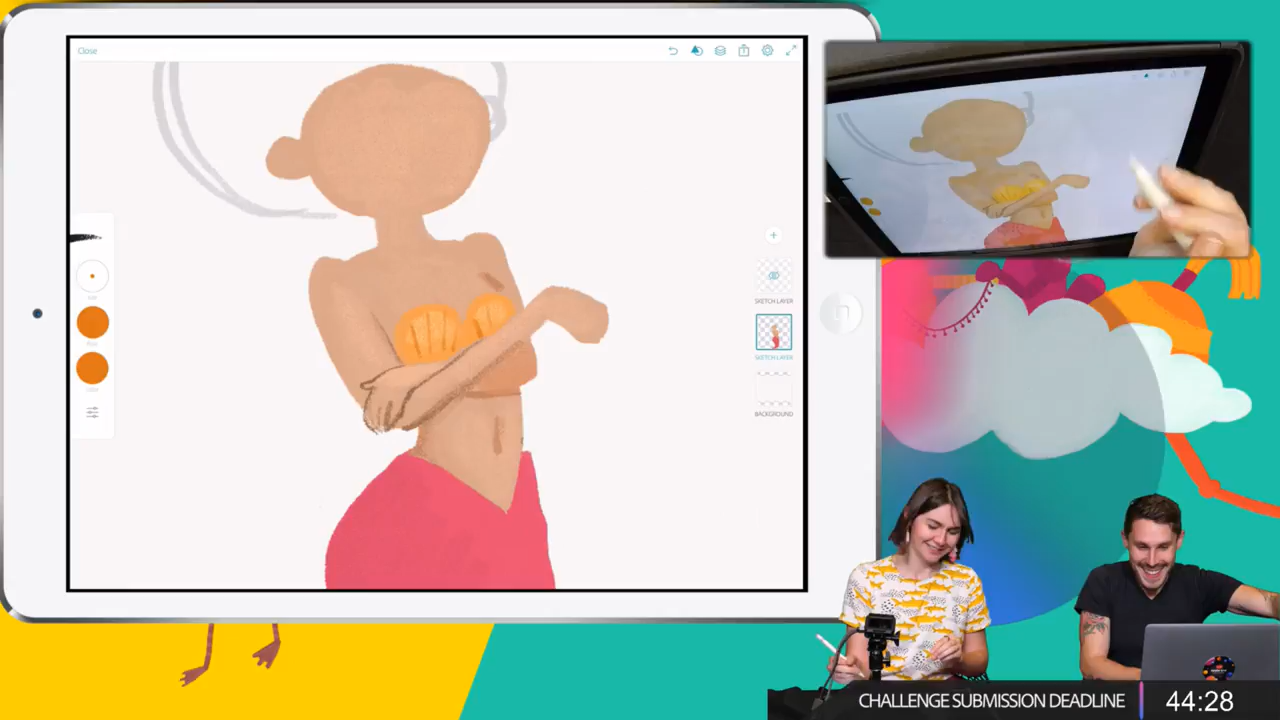 Close
SKETCH LAYER
SKETCH LAYER
BACKGROUND
CHALLENGE SUBMISSION DEADLINE
44:28